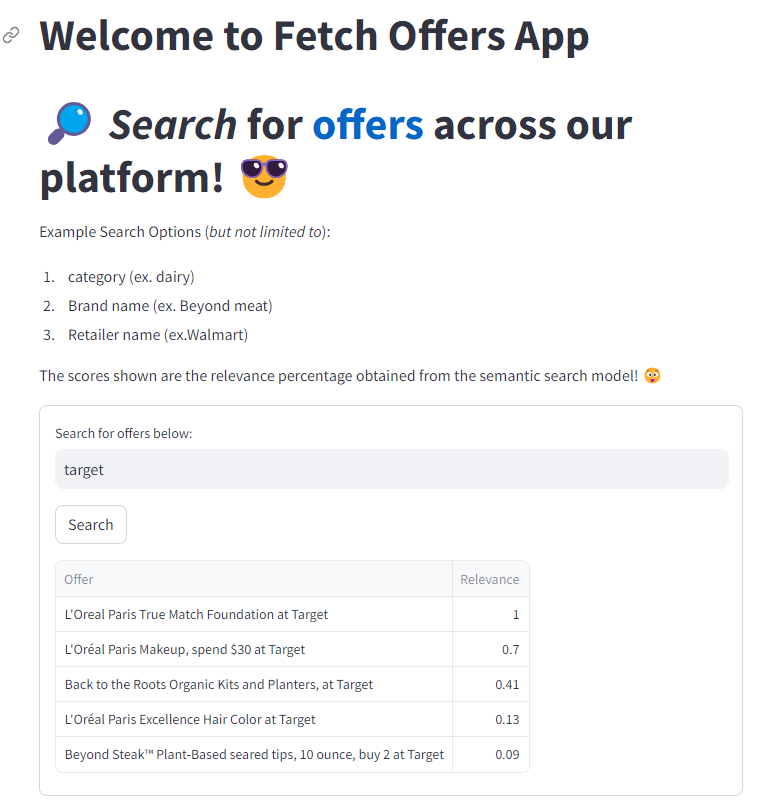 Welcome to Fetch Offers App
Search for offers across our
platform!
Example Search Options (but not limited to):
1. category (ex. dairy)
2. Brand name (ex. Beyond meat)
3. Retailer name (ex.Walmart)
The scores shown are the relevance percentage obtained from the semantic search model!
Search for offers below:
target
Search
Offer Relevance
L'Oreal Paris True Match Foundation at Target 1
L'Oréal Paris Makeup, spend $30 at Target 0.7
Back to the Roots Organic Kits and Planters, at Target 0.41
L'Oréal Paris Excellence Hair Color at Target 0.13
Beyond Steak™ Plant-Based seared tips, 10 ounce, buy 2 at Target 0.09